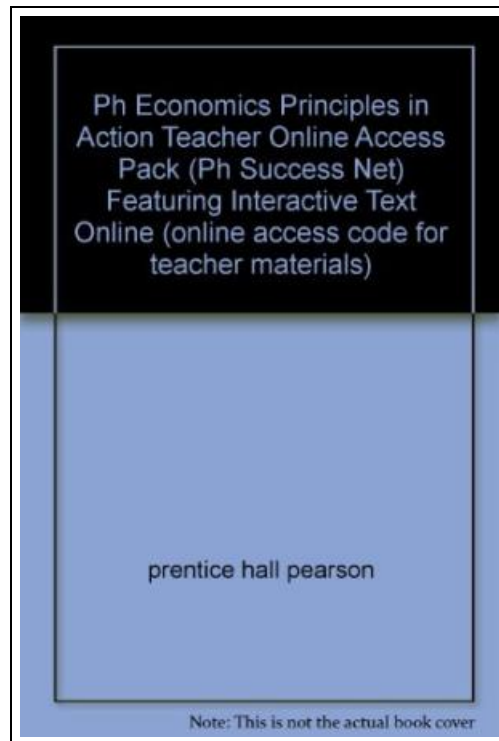 Ph Economics Principles in
Action Teacher Online Access
Pack (Ph Success Net)
Featuring Interactive Text
Online (online access code for
teacher materials)
prentice hall pearson
Note: This is not the actual book cover